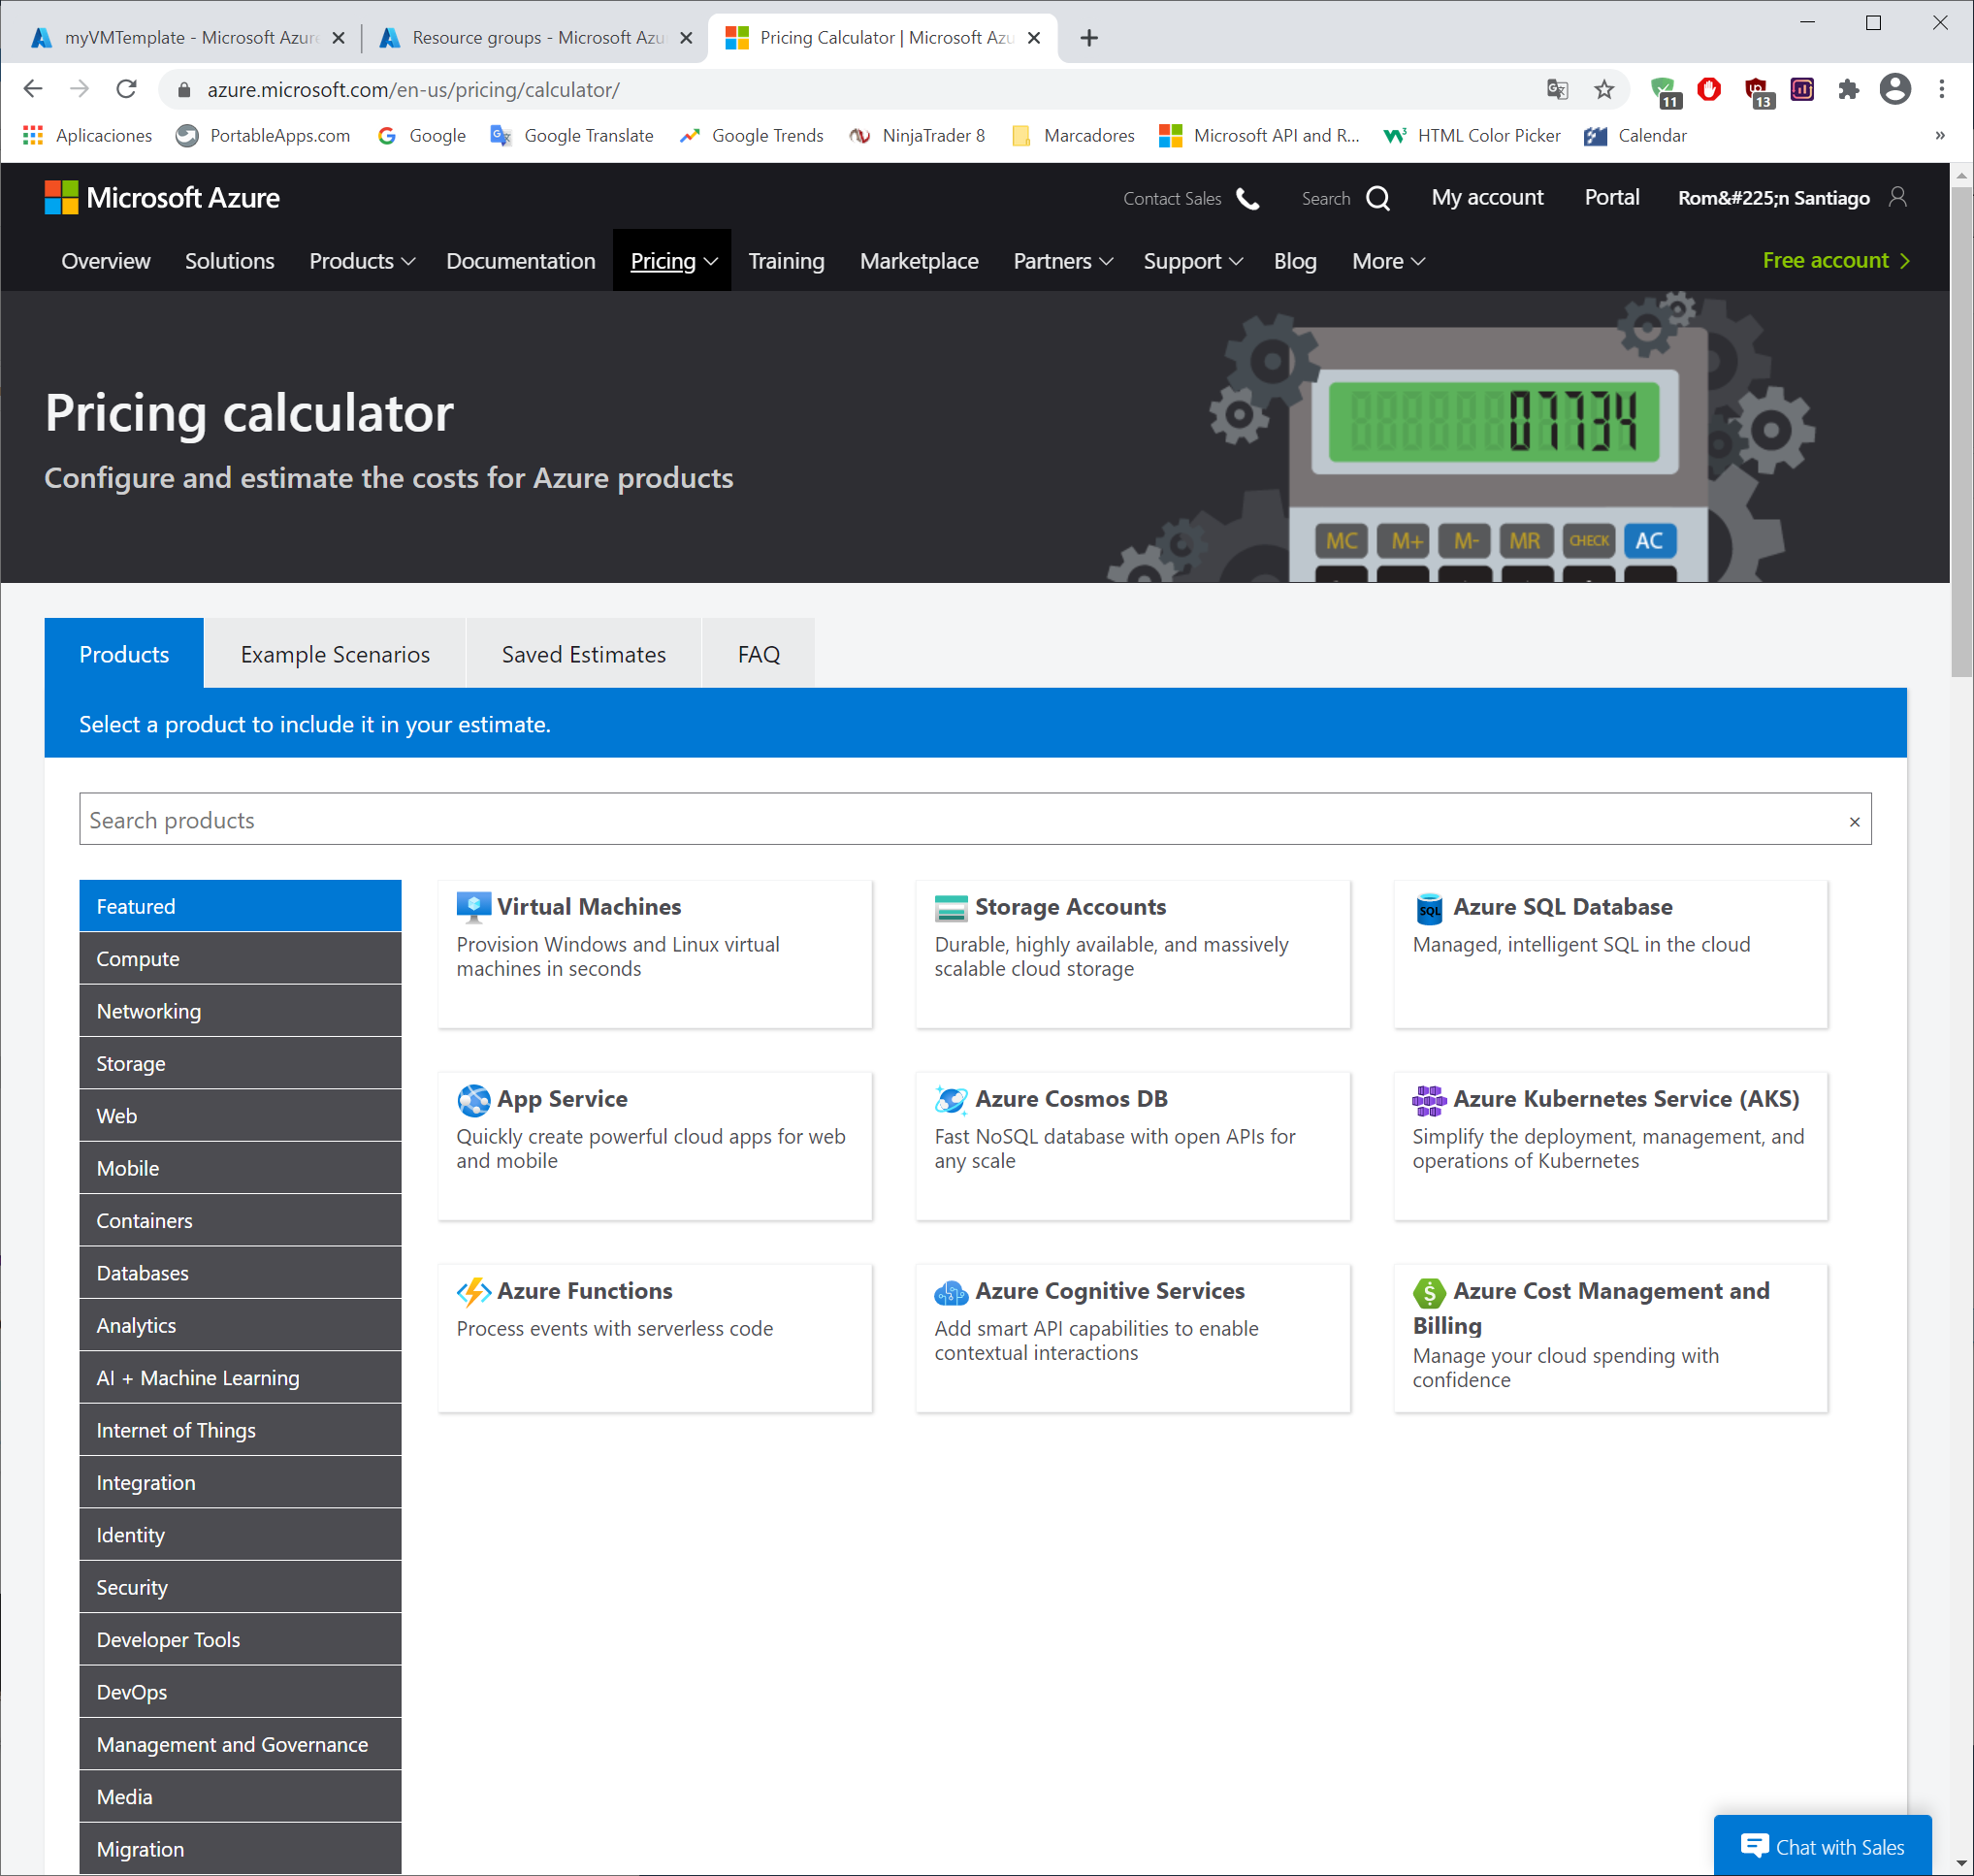 myVMTemplate - Microsoft Azure
Resource groups - Microsoft Azu
Pricing Calculator | Microsoft Azu
azure.microsoft.com/en-us/pricing/calculator/
11
13
Aplicaciones
PortableApps.com
Google
Google Translate
Google Trends
NinjaTrader 8
Marcadores
Microsoft API and R...
HTML Color Picker
Calendar
»
Microsoft Azure
Contact Sales
Search
My account
Portal
Rom&#225;n Santiago
Overview
Solutions
Products
Documentation
Pricing
Training
Marketplace
Partners
Support
Blog
More
Free account
Pricing calculator
Configure and estimate the costs for Azure products
07734
MC
M+
M-
MR
CHECK
AC
Products
Example Scenarios
Saved Estimates
FAQ
Select a product to include it in your estimate.
Search products
Featured
Compute
Networking
Storage
Web
Mobile
Containers
Databases
Analytics
AI + Machine Learning
Internet of Things
Integration
Identity
Security
Developer Tools
DevOps
Management and Governance
Media
Migration
Virtual Machines
Provision Windows and Linux virtual
machines in seconds
Storage Accounts
Durable, highly available, and massively
scalable cloud storage
SQL
Azure SQL Database
Managed, intelligent SQL in the cloud
App Service
Quickly create powerful cloud apps for web
and mobile
Azure Cosmos DB
Fast NoSQL database with open APIs for
any scale
Azure Kubernetes Service (AKS)
Simplify the deployment, management, and
operations of Kubernetes
Azure Functions
Process events with serverless code
Azure Cognitive Services
Add smart API capabilities to enable
contextual interactions
Azure Cost Management and
Billing
Manage your cloud spending with
confidence
Chat with Sales